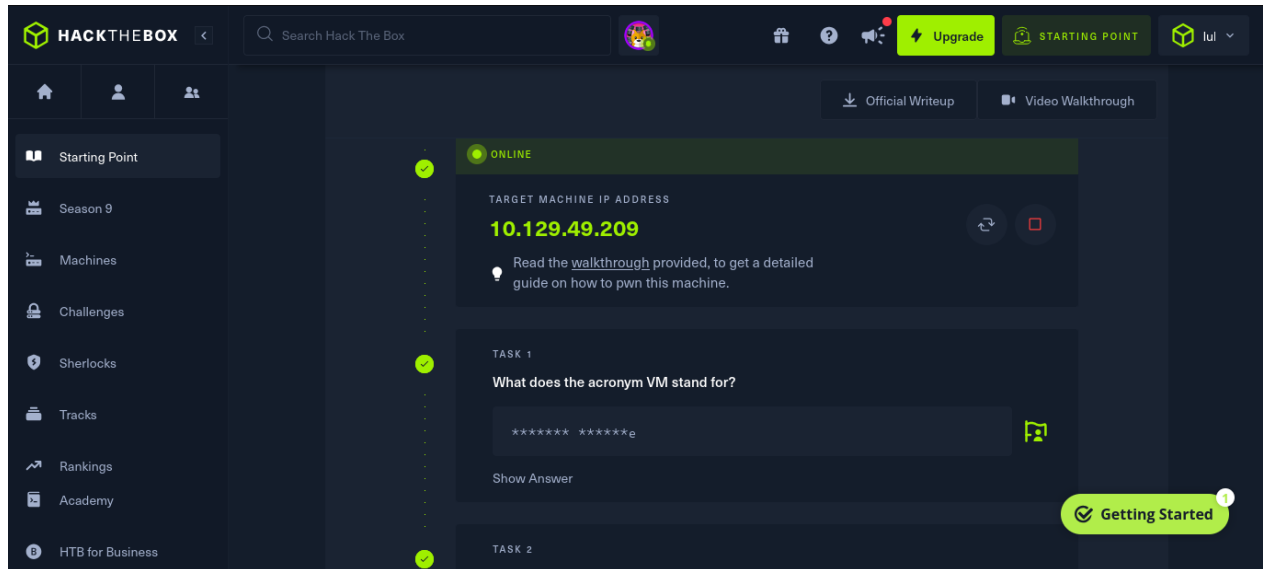 HACKTHEBOX
Search Hack The Box
Upgrade
STARTING POINT
lul
Official Writeup
Video Walkthrough
Starting Point
Season 9
Machines
Challenges
Sherlocks
Tracks
Rankings
Academy
HTB for Business
ONLINE
TARGET MACHINE IP ADDRESS
10.129.49.209
Read the walkthrough provided, to get a detailed
guide on how to pwn this machine.
TASK 1
What does the acronym VM stand for?
******* ******e
Show Answer
1
Getting Started
TASK 2